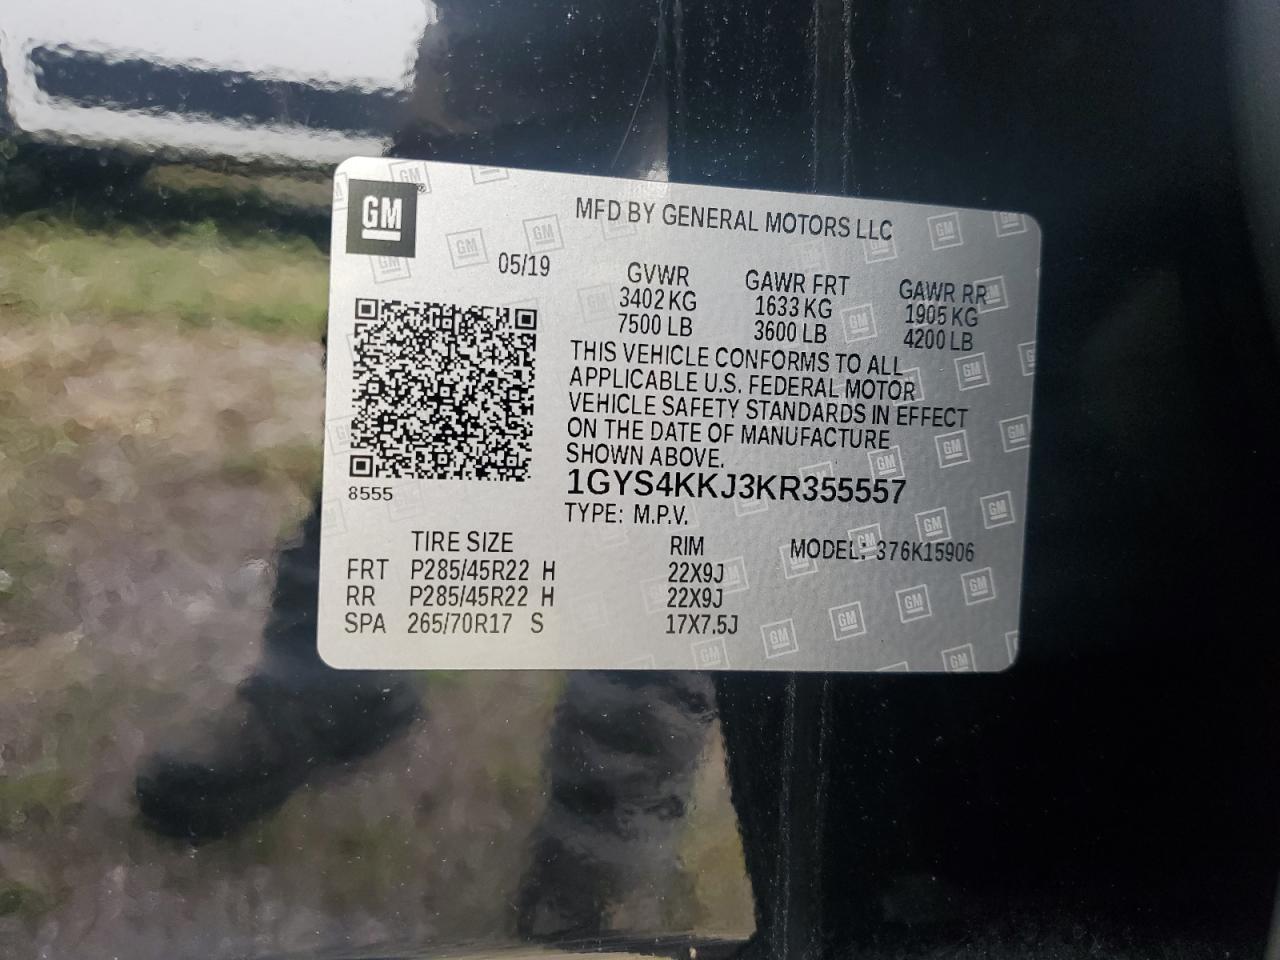 GM
MFD BY GENERAL MOTORS LLC
05/19
GVWR GAWR FRT GAWR RR
3402 KG 1633 KG 1905 KG
7500 LB 3600 LB 4200 LB
THIS VEHICLE CONFORMS TO ALL
APPLICABLE U.S. FEDERAL MOTOR
VEHICLE SAFETY STANDARDS IN EFFECT
ON THE DATE OF MANUFACTURE
SHOWN ABOVE.
8555
1GYS4KKJ3KR355557
TYPE: M.P.V.
TIRE SIZE RIM MODEL: 376K15906
FRT P285/45R22 H 22X9J
RR P285/45R22 H 22X9J
SPA 265/70R17 S 17X7.5J